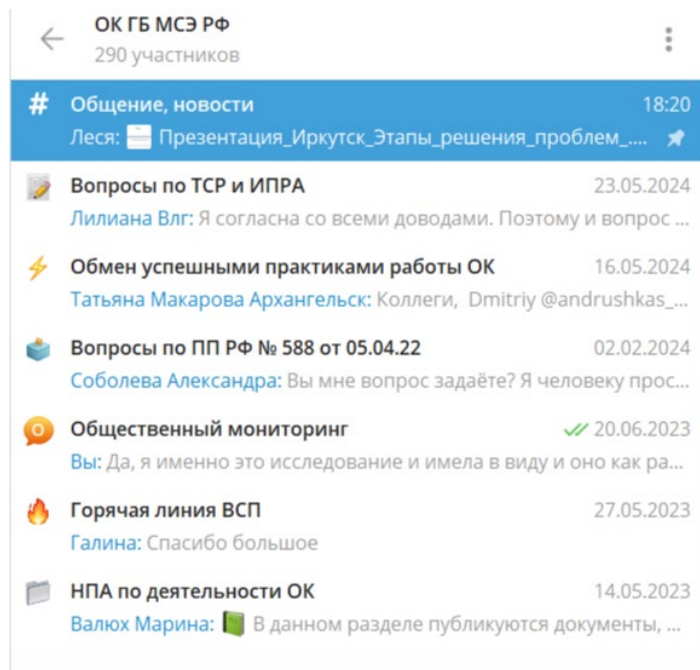 ОК ГБ МСЭ РФ
290 участников
# Общение, новости 18:20
Леся: Презентация_Иркутск_Этапы_решения_проблем_....
Вопросы по ТСР и ИПРА 23.05.2024
Лилиана Влг: Я согласна со всеми доводами. Поэтому и вопрос ...
Обмен успешными практиками работы ОК 16.05.2024
Татьяна Макарова Архангельск: Коллеги, Dmitriy @andrushkas_...
Вопросы по ПП РФ № 588 от 05.04.22 02.02.2024
Соболева Александра: Вы мне вопрос задаёте? Я человеку прос...
О Общественный мониторинг 20.06.2023
Вы: Да, я именно это исследование и имела в виду и оно как ра...
Горячая линия ВСП 27.05.2023
Галина: Спасибо большое
НПА по деятельности ОК 14.05.2023
Валюх Марина: В данном разделе публикуются документы, ...